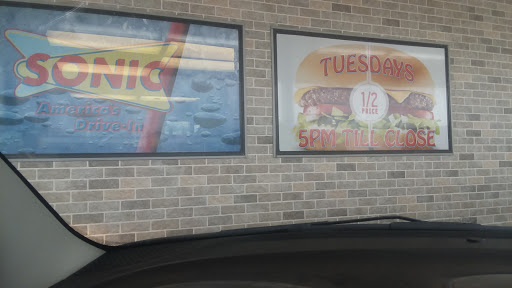 SONIC
America's
Drive-In
TUESDAYS
1/2
PRICE
5PM TILL CLOSE